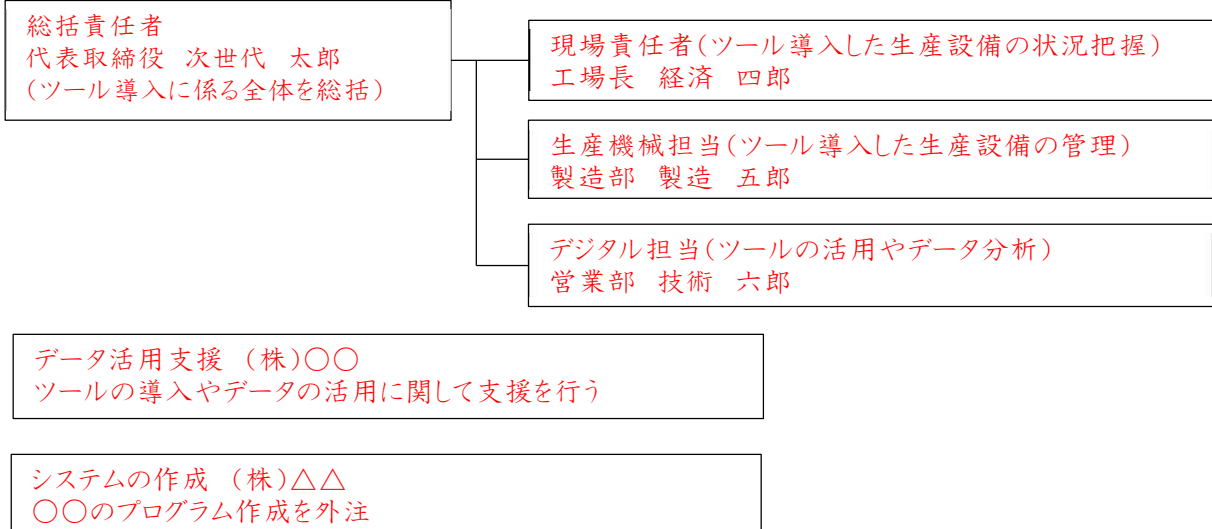 総括責任者
代表取締役 次世代 太郎
(ツール導入に係る全体を総括)
現場責任者(ツール導入した生産設備の状況把握)
工場長 経済 四郎
生産機械担当(ツール導入した生産設備の管理)
製造部 製造 五郎
デジタル担当(ツールの活用やデータ分析)
営業部 技術 六郎
データ活用支援 (株)○○
ツールの導入やデータの活用に関して支援を行う
システムの作成 (株)△△
○○のプログラム作成を外注